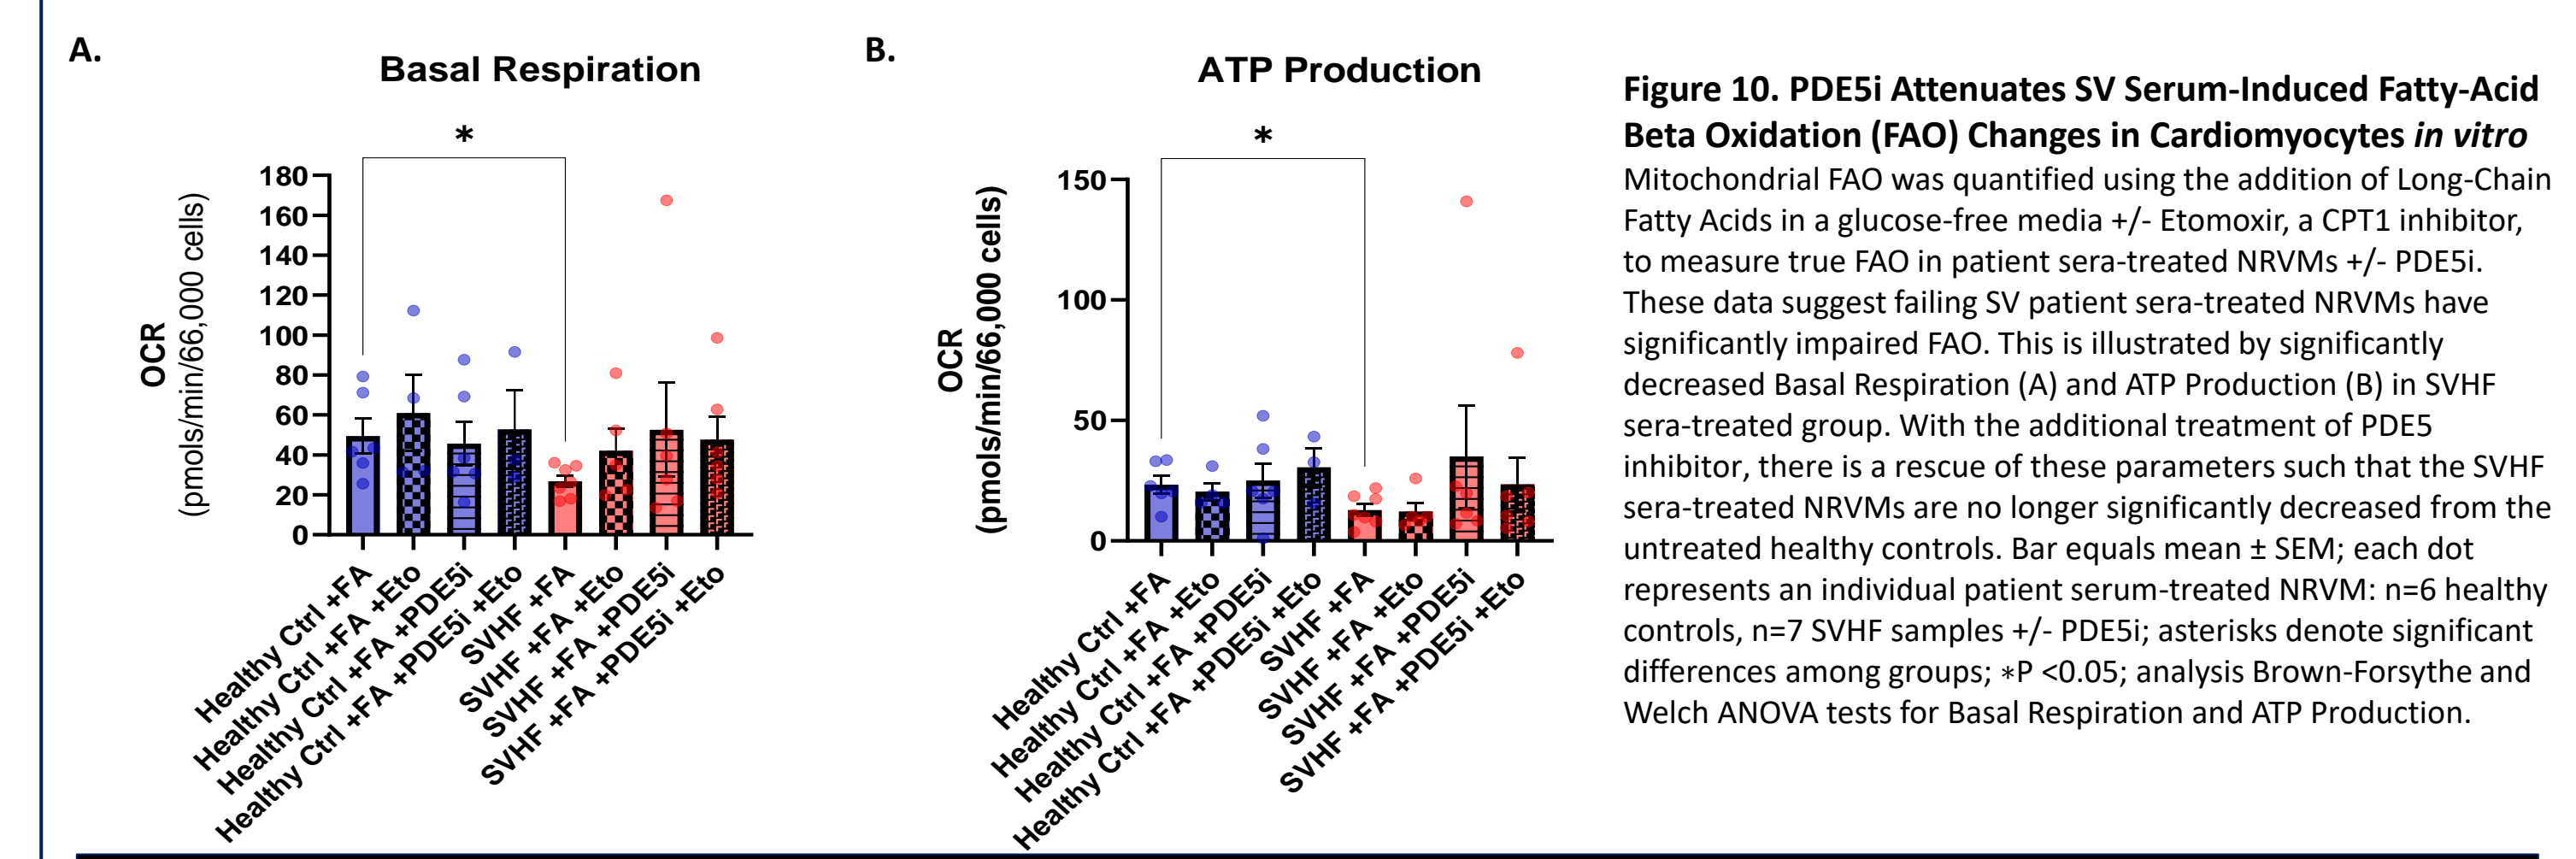 A.
Basal Respiration
*
OCR
(pmols/min/66,000 cells)
180
160
140
120
100
80
60
40
20
0
Healthy Ctrl +FA
Healthy Ctrl +FA +Eto
Healthy Ctrl +FA +PDE5i
Healthy Ctrl +FA +PDE5i +Eto
SVHF +FA
SVHF +FA +Eto
SVHF +FA +PDE5i
SVHF +FA +PDE5i +Eto
B.
ATP Production
*
OCR
(pmols/min/66,000 cells)
150
100
50
0
Healthy Ctrl +FA
Healthy Ctrl +FA +Eto
Healthy Ctrl +FA +PDE5i
Healthy Ctrl +FA +PDE5i +Eto
SVHF +FA
SVHF +FA +Eto
SVHF +FA +PDE5i
SVHF +FA +PDE5i +Eto
Figure 10. PDE5i Attenuates SV Serum-Induced Fatty-Acid
Beta Oxidation (FAO) Changes in Cardiomyocytes in vitro
Mitochondrial FAO was quantified using the addition of Long-Chain
Fatty Acids in a glucose-free media +/- Etomoxir, a CPT1 inhibitor,
to measure true FAO in patient sera-treated NRVMs +/- PDE5i.
These data suggest failing SV patient sera-treated NRVMs have
significantly impaired FAO. This is illustrated by significantly
decreased Basal Respiration (A) and ATP Production (B) in SVHF
sera-treated group. With the additional treatment of PDE5
inhibitor, there is a rescue of these parameters such that the SVHF
sera-treated NRVMs are no longer significantly decreased from the
untreated healthy controls. Bar equals mean ± SEM; each dot
represents an individual patient serum-treated NRVM: n=6 healthy
controls, n=7 SVHF samples +/- PDE5i; asterisks denote significant
differences among groups; *P <0.05; analysis Brown-Forsythe and
Welch ANOVA tests for Basal Respiration and ATP Production.